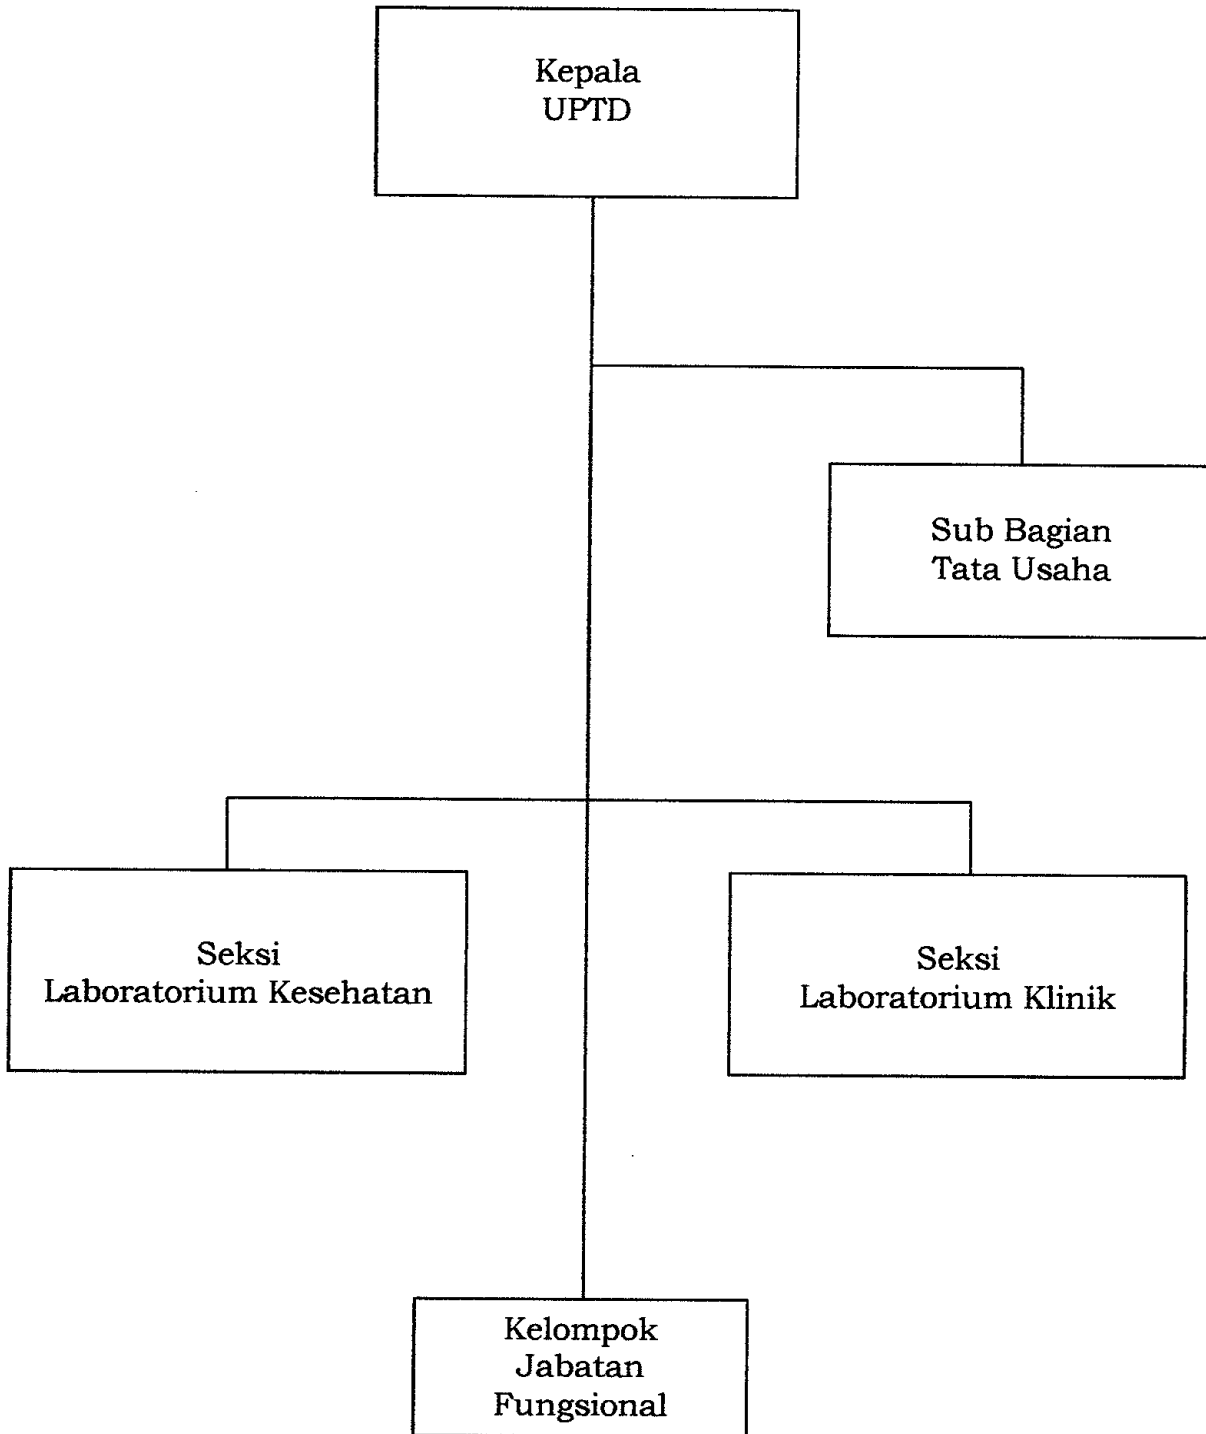 Kepala
UPTD
Sub Bagian
Tata Usaha
Seksi
Laboratorium Kesehatan
Seksi
Laboratorium Klinik
Kelompok
Jabatan
Fungsional